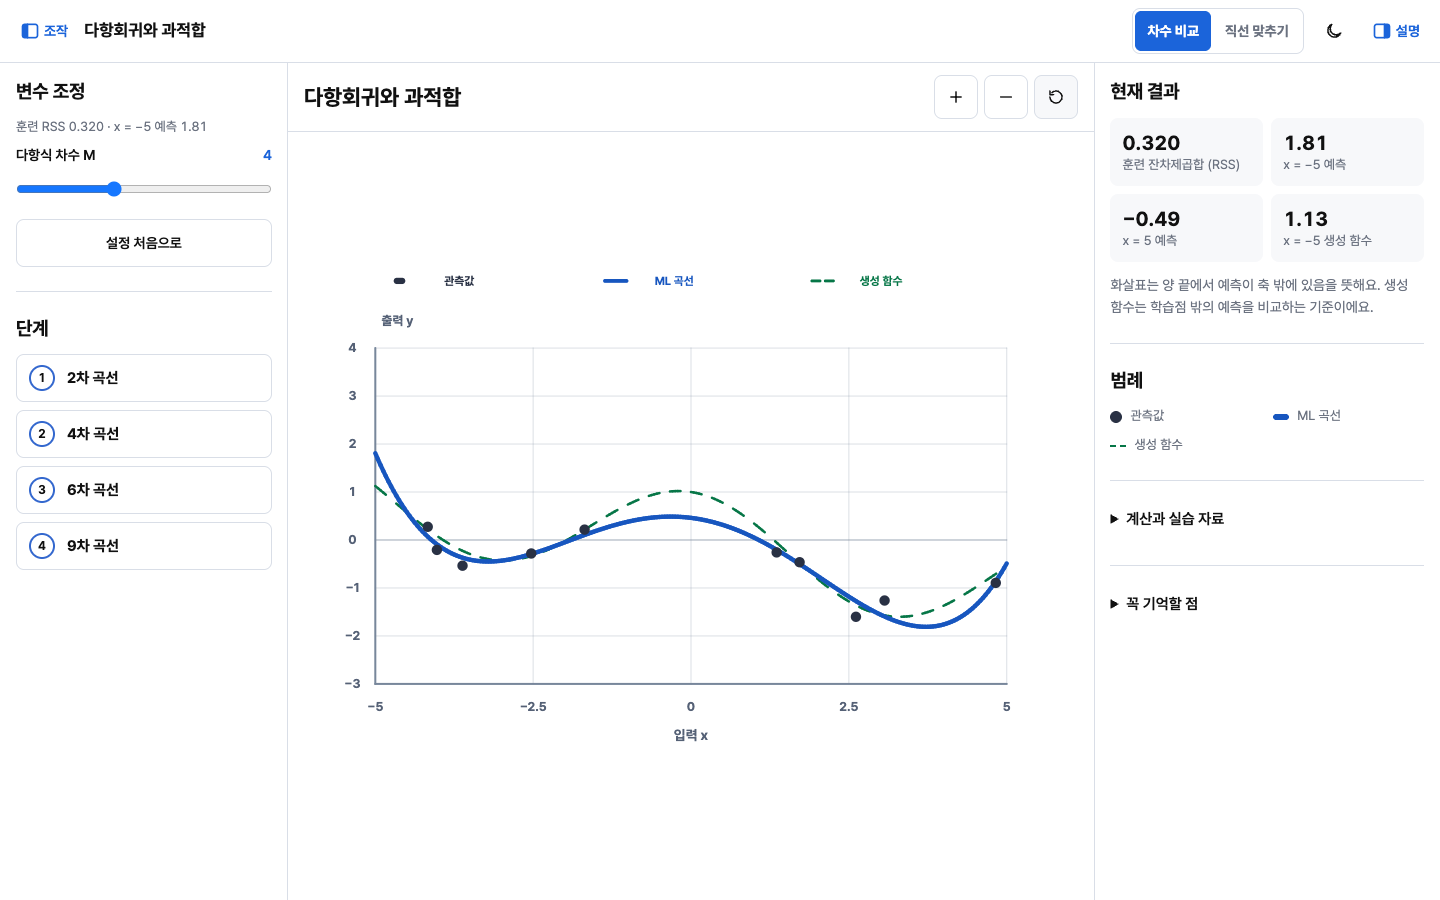 조작
다항회귀와 과적합
차수 비교
직선 맞추기
설명
변수 조정
훈련 RSS 0.320 · x = −5 예측 1.81
다항식 차수 M
4
설정 처음으로
단계
1 2차 곡선
2 4차 곡선
3 6차 곡선
4 9차 곡선
다항회귀와 과적합
관측값
ML 곡선
생성 함수
출력 y
4
3
2
1
0
−1
−2
−3
−5
−2.5
0
2.5
5
입력 x
현재 결과
0.320
훈련 잔차제곱합 (RSS)
1.81
x = −5 예측
−0.49
x = 5 예측
1.13
x = −5 생성 함수
화살표는 양 끝에서 예측이 축 밖에 있음을 뜻해요. 생성
함수는 학습점 밖의 예측을 비교하는 기준이에요.
범례
관측값
ML 곡선
생성 함수
계산과 실습 자료
꼭 기억할 점